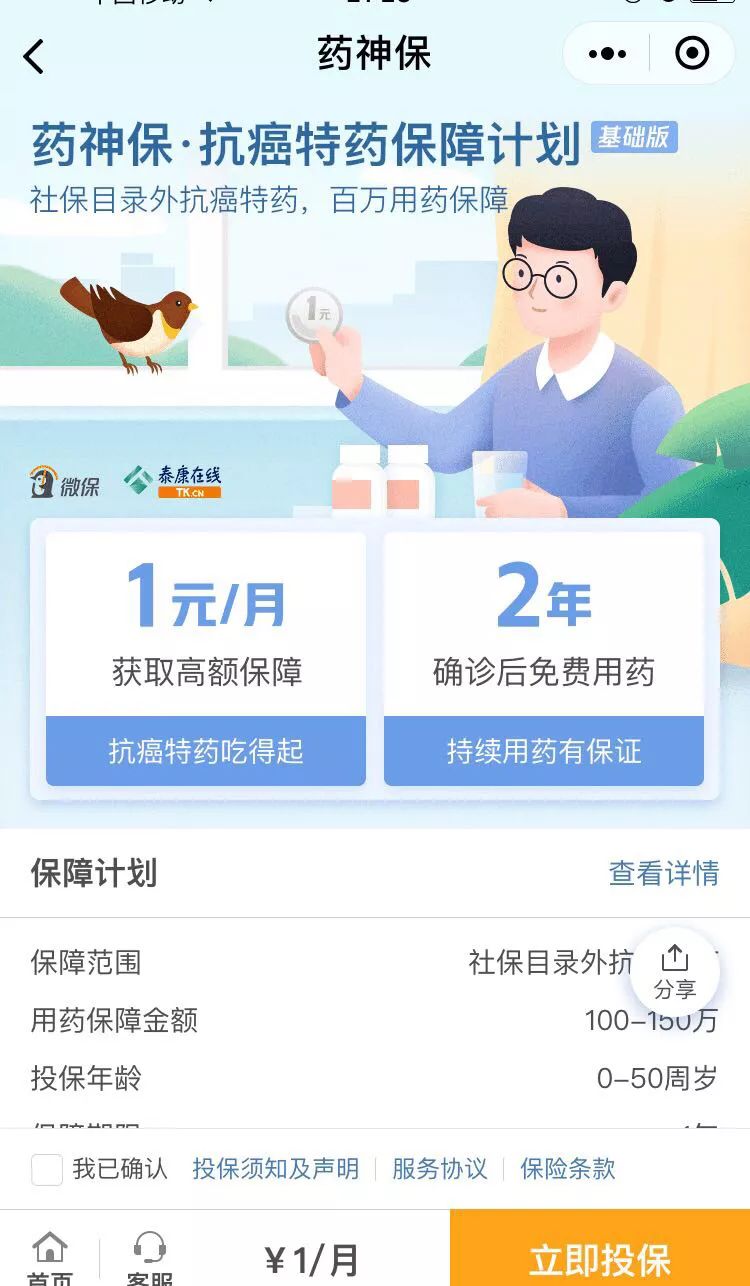 药神保
药神保·抗癌特药保障计划 基础版
社保目录外抗癌特药，百万用药保障
1元
微保 泰康在线
TK.CN
1元/月
获取高额保障
抗癌特药吃得起
2年
确诊后免费用药
持续用药有保证
保障计划 查看详情
保障范围 社保目录外抗
分享
用药保障金额 100-150万
投保年龄 0-50周岁
保障期限 1年
我已确认 投保须知及声明 服务协议 保险条款
首页 客服 ¥1/月 立即投保